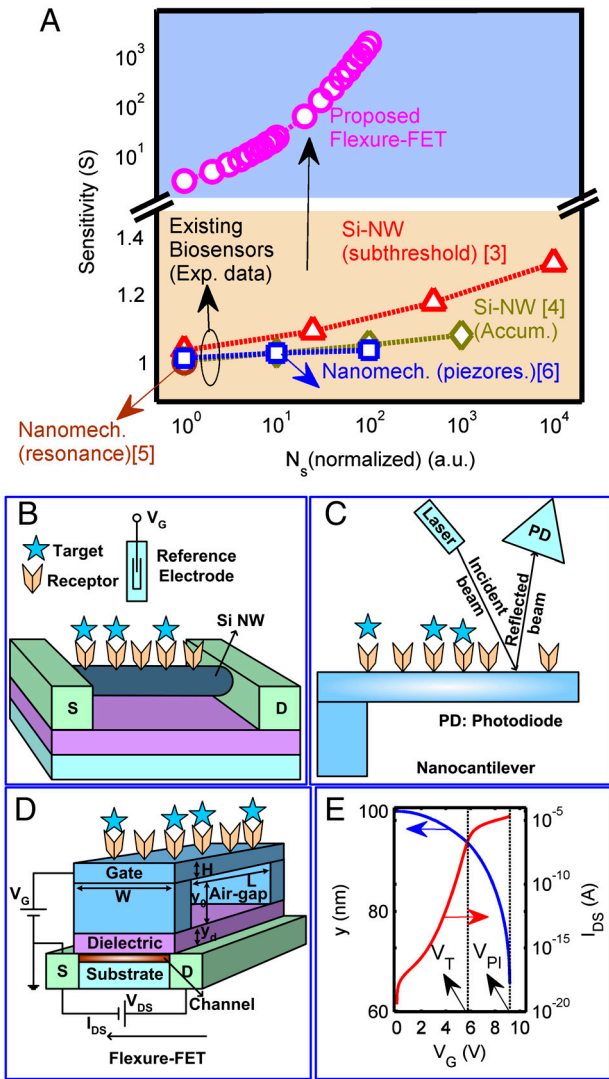 A
Sensitivity (S)
10³
10²
10¹
1.4
1.2
1
Proposed
Flexure-FET
Existing
Biosensors
(Exp. data)
Si-NW
(subthreshold) [3]
Si-NW [4]
(Accum.)
Nanomech. (piezores.)[6]
Nanomech.
(resonance)[5]
10⁰ 10¹ 10² 10³ 10⁴
Nₛ(normalized) (a.u.)
B
V_G
Target
Receptor
Reference
Electrode
Si NW
S
D
C
Laser
PD
Incident
beam
Reflected
beam
PD: Photodiode
Nanocantilever
D
Gate
H
W
L
y₀
Air-gap
V_G
Dielectric
y_d
S
D
Substrate
Channel
V_DS
I_DS
Flexure-FET
E
100
80
60
y (nm)
10⁻⁵
10⁻¹⁰
10⁻¹⁵
10⁻²⁰
I_DS (A)
V_T
V_PI
0 2 4 6 8 10
V_G (V)